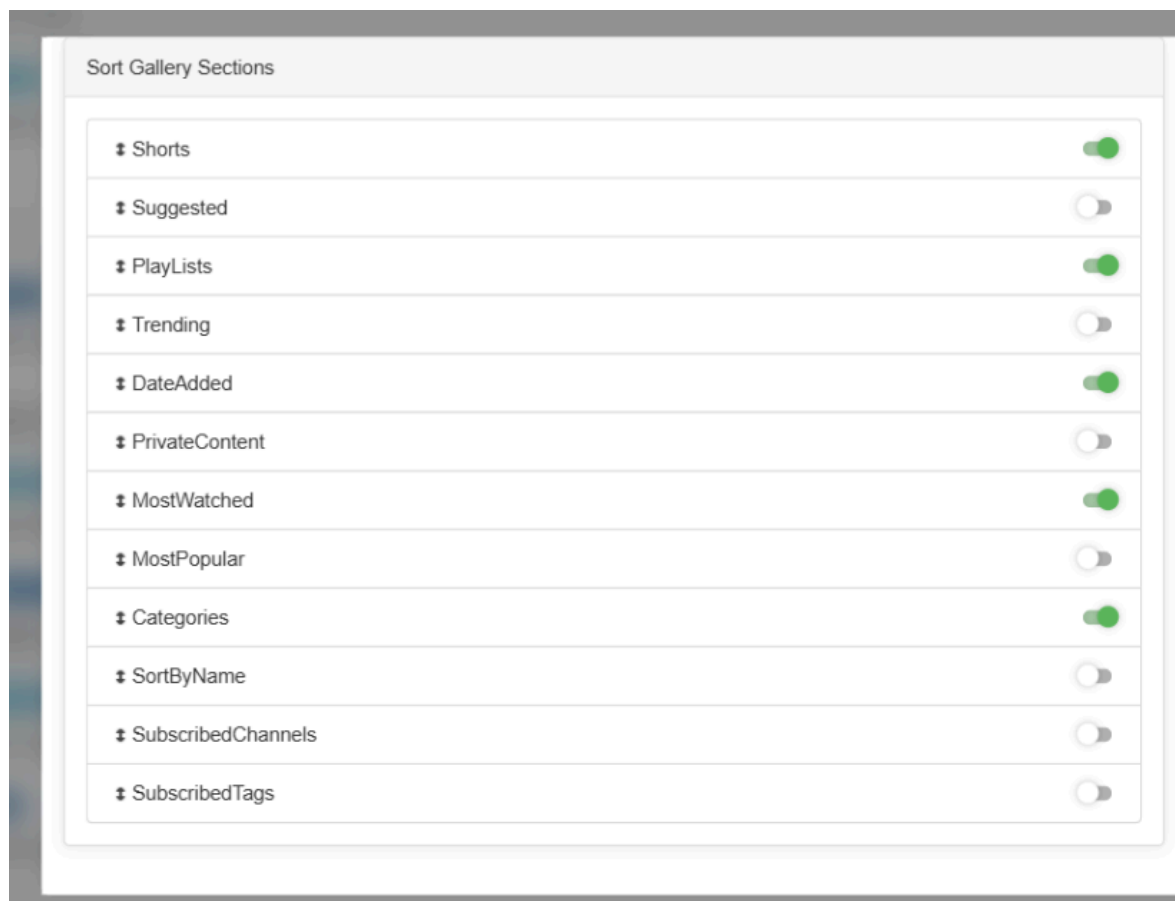 Sort Gallery Sections
Shorts
Suggested
PlayLists
Trending
DateAdded
PrivateContent
MostWatched
MostPopular
Categories
SortByName
SubscribedChannels
SubscribedTags